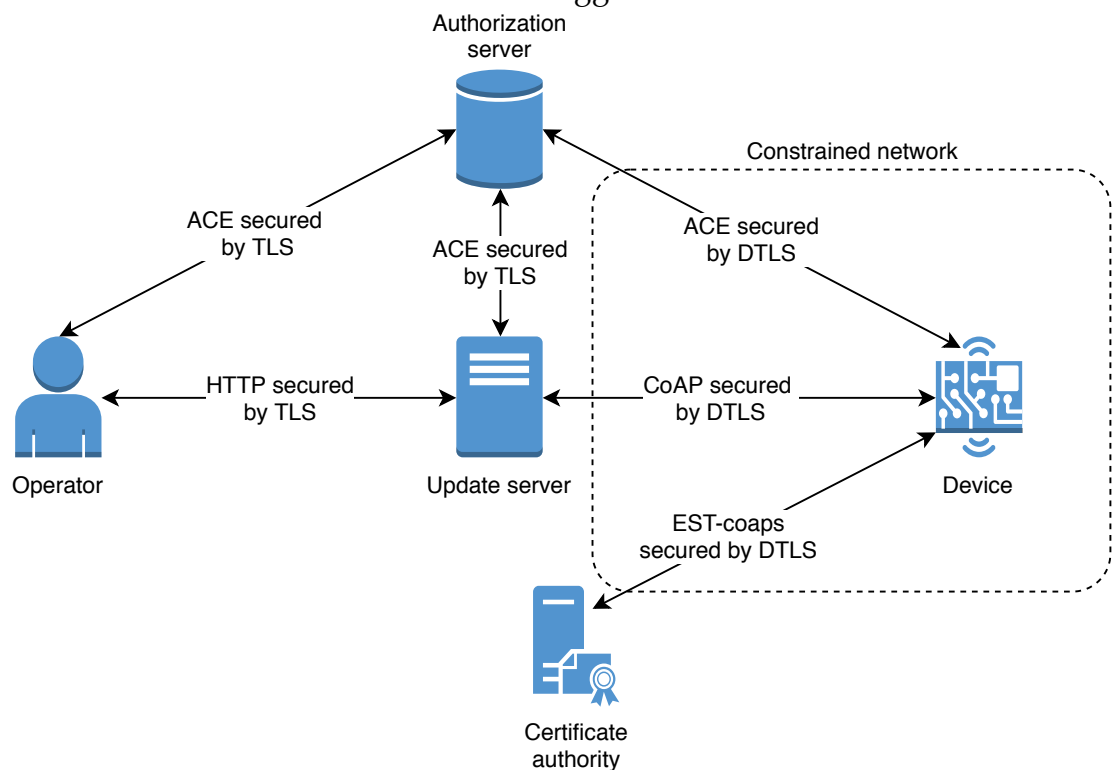 gg
Authorization
server
Constrained network
ACE secured
by TLS
ACE secured
by TLS
ACE secured
by DTLS
HTTP secured
by TLS
CoAP secured
by DTLS
Operator
Update server
Device
EST-coaps
secured by DTLS
Certificate
authority